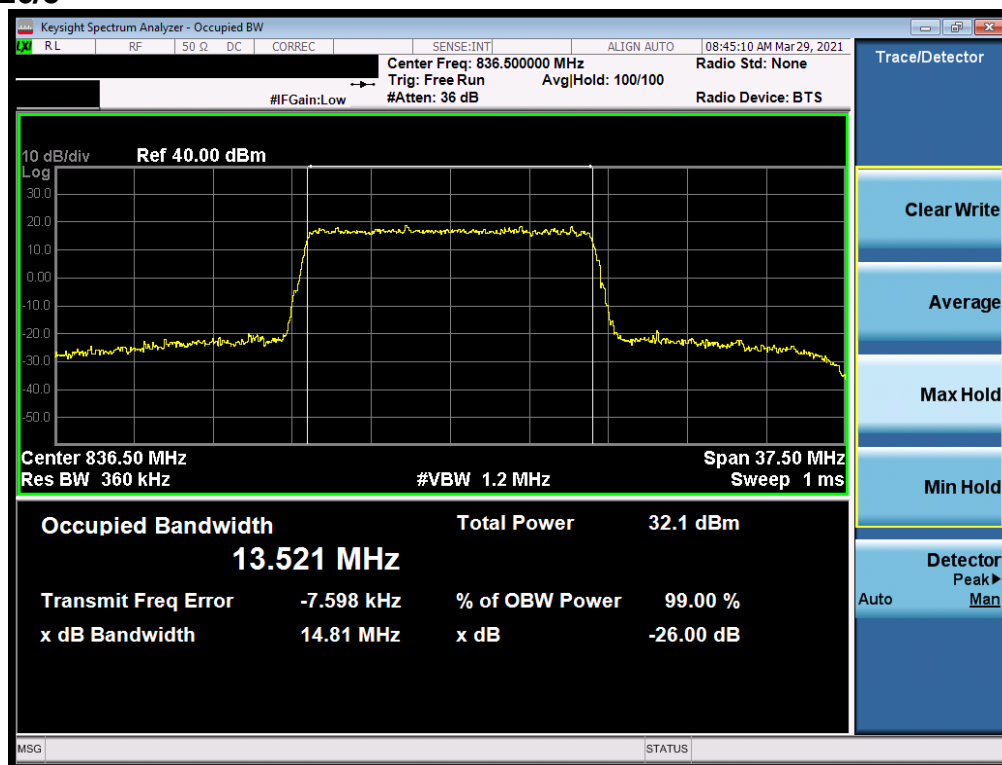 Keysight Spectrum Analyzer - Occupied BW
LXI RL RF 50 Ω DC CORREC SENSE:INT ALIGN AUTO 08:45:10 AM Mar 29, 2021
Center Freq: 836.500000 MHz Radio Std: None
Trig: Free Run Avg|Hold: 100/100
#IFGain:Low #Atten: 36 dB Radio Device: BTS
Trace/Detector
10 dB/div Ref 40.00 dBm
Log
30.0
20.0
10.0
0.00
-10.0
-20.0
-30.0
-40.0
-50.0
Center 836.50 MHz Span 37.50 MHz
Res BW 360 kHz #VBW 1.2 MHz Sweep 1 ms
Occupied Bandwidth Total Power 32.1 dBm
13.521 MHz
Transmit Freq Error -7.598 kHz % of OBW Power 99.00 %
x dB Bandwidth 14.81 MHz x dB -26.00 dB
Clear Write
Average
Max Hold
Min Hold
Detector
Peak▶
Auto Man
MSG STATUS